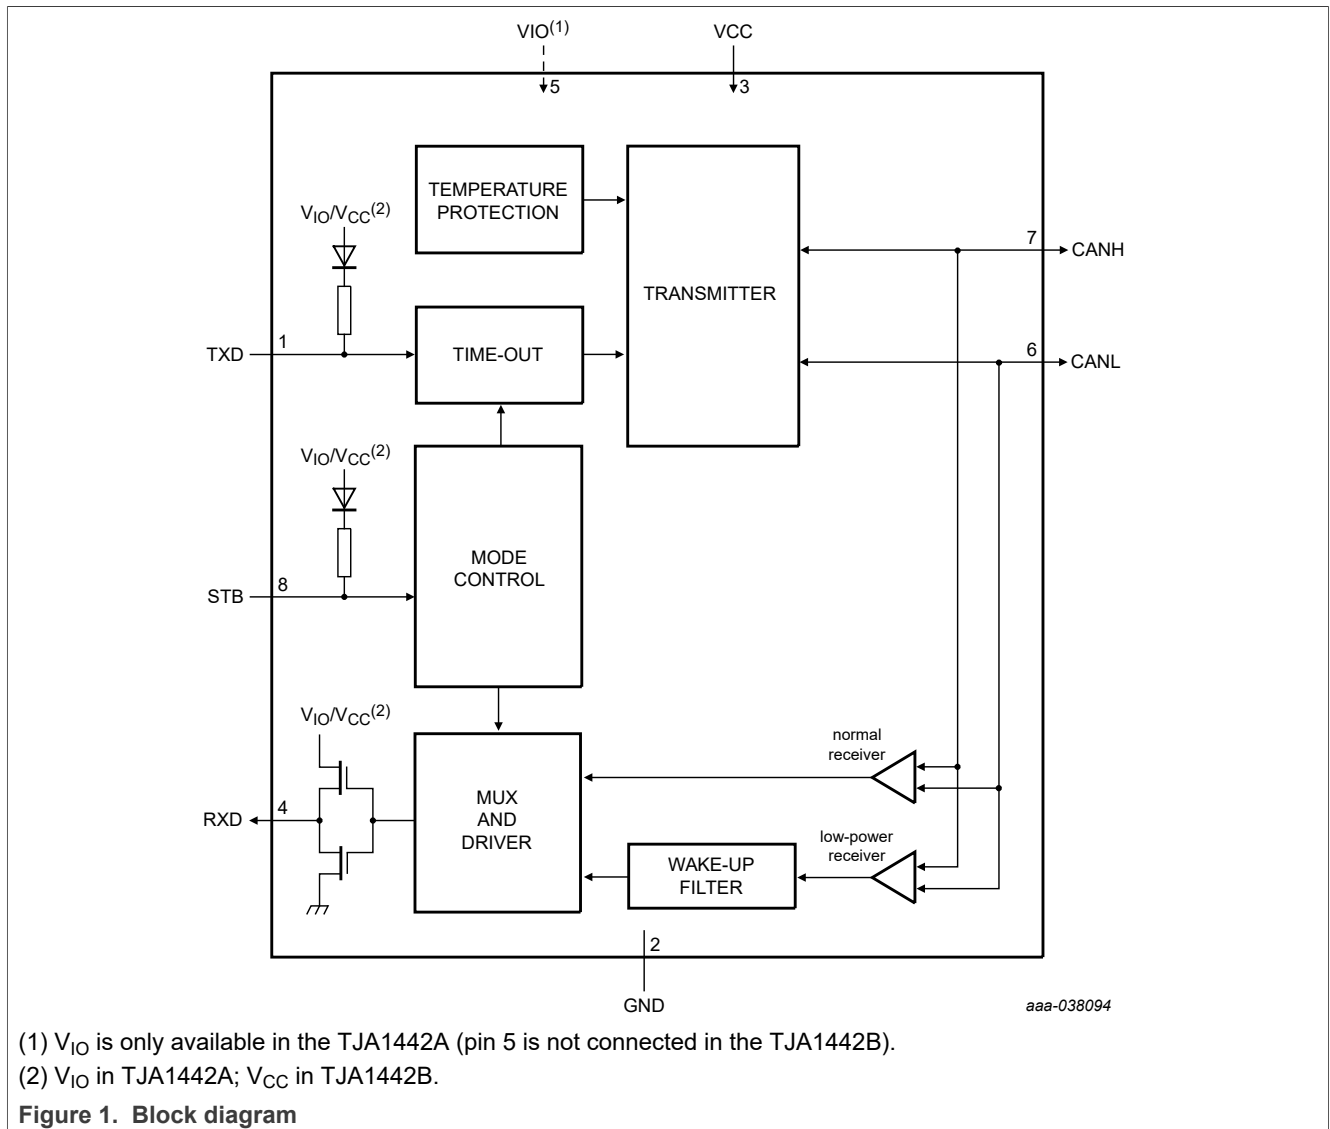 VIO(1)
VCC
5
3
TEMPERATURE
PROTECTION
VIO/VCC(2)
7
CANH
TRANSMITTER
TXD
1
TIME-OUT
6
CANL
VIO/VCC(2)
MODE
CONTROL
STB
8
VIO/VCC(2)
normal
receiver
RXD
4
MUX
AND
DRIVER
low-power
receiver
WAKE-UP
FILTER
2
GND
aaa-038094
(1) VIO is only available in the TJA1442A (pin 5 is not connected in the TJA1442B).
(2) VIO in TJA1442A; VCC in TJA1442B.
Figure 1. Block diagram